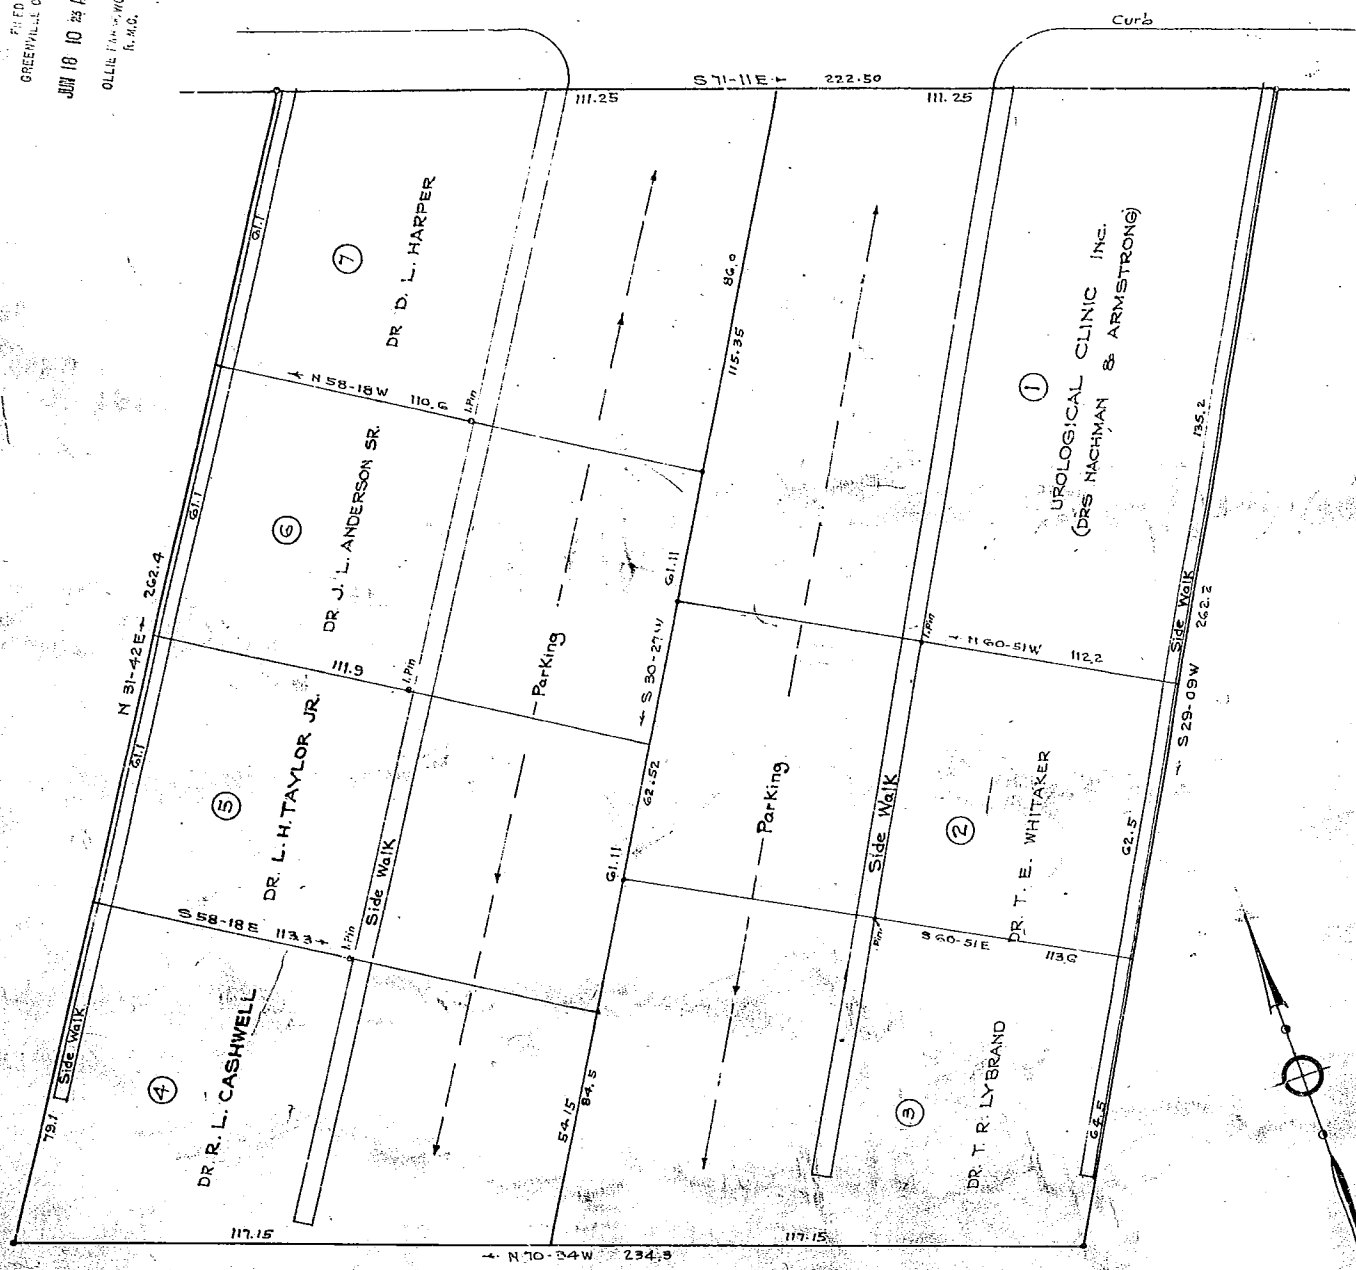 FILED
GREENVILLE
JUN 18 10 23
OLLIE
R.M.C.
Curb
S 71-11 E 222.50
111.25
111.25
61.1
7
DR D. L. HARPER
86.0
115.35
1
UROLOGICAL CLINIC INC.
(DRS NACHMAN & ARMSTRONG)
135.2
N 58-18 W 110.6
I.Pin
6
DR J. L. ANDERSON SR.
61.1
N 31-42 E 262.4
61.11
S 30-27 W
I.Pin
N 60-51 W 112.2
Side Walk
262.2
S 29-09 W
111.9
I.Pin
Parking
61.1
5
DR. L. H. TAYLOR JR.
62.52
Parking
Side Walk
2
DR. T. E. WHITAKER
62.5
61.11
S 58-18 E 113.3
I.Pin
Side Walk
Pin
S 60-51 E 113.6
Side Walk
4
DR. R. L. CASHWELL
79.1
54.15
84.5
3
DR T. R. LYBRAND
64.5
117.15
117.15
N 70-34 W 234.3